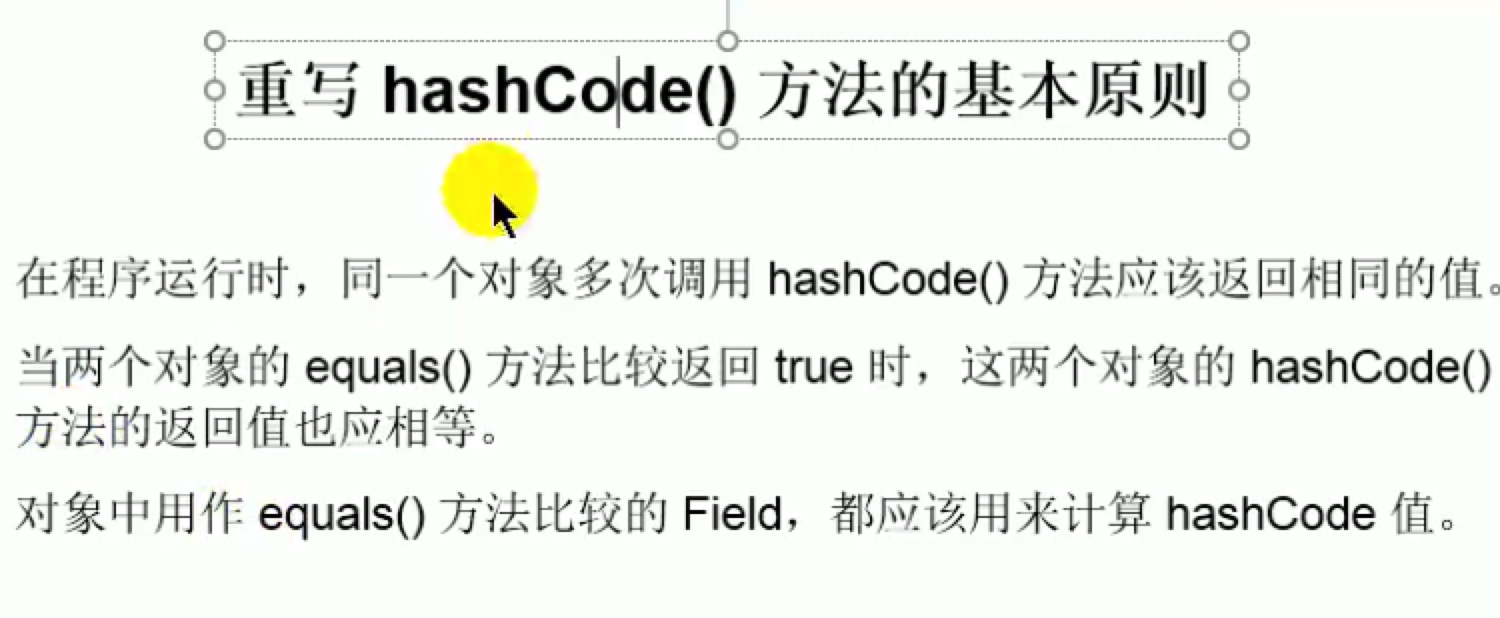 重写 hashCode() 方法的基本原则
在程序运行时，同一个对象多次调用 hashCode() 方法应该返回相同的值。
当两个对象的 equals() 方法比较返回 true 时，这两个对象的 hashCode()
方法的返回值也应相等。
对象中用作 equals() 方法比较的 Field，都应该用来计算 hashCode 值。